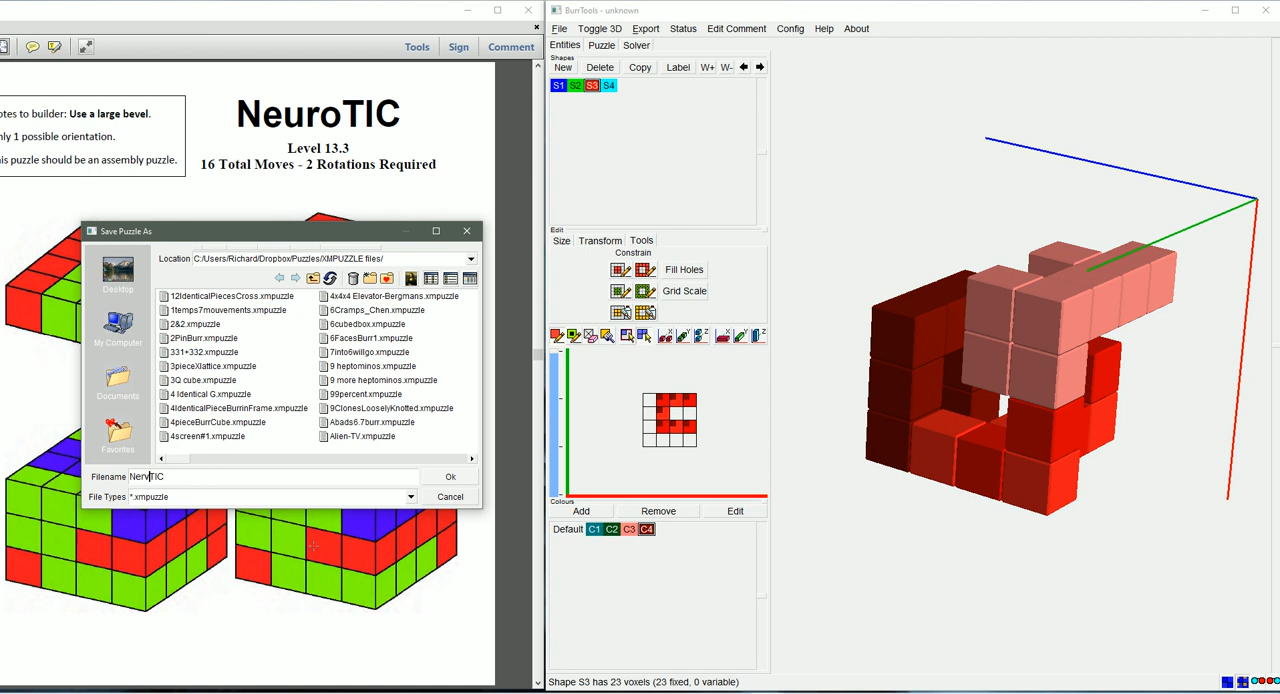 Tools Sign Comment
otes to builder: Use a large bevel.
nly 1 possible orientation.
his puzzle should be an assembly puzzle.
NeuroTIC
Level 13.3
16 Total Moves - 2 Rotations Required
Save Puzzle As
Location C:/Users/Richard/Dropbox/Puzzles/XMPUZZLE files/
Desktop
My Computer
Documents
Favorites
12IdenticalPiecesCross.xmpuzzle
1temps7mouvements.xmpuzzle
2&2.xmpuzzle
2PinBurr.xmpuzzle
331+332.xmpuzzle
3pieceXlattice.xmpuzzle
3Q cube.xmpuzzle
4 Identical G.xmpuzzle
4IdenticalPieceBurrinFrame.xmpuzzle
4pieceBurrCube.xmpuzzle
4screen#1.xmpuzzle
4x4x4 Elevator-Bergmans.xmpuzzle
6Cramps_Chen.xmpuzzle
6cubedbox.xmpuzzle
6FacesBurr1.xmpuzzle
7into6willgo.xmpuzzle
9 heptominos.xmpuzzle
9 more heptominos.xmpuzzle
99percent.xmpuzzle
9ClonesLooselyKnotted.xmpuzzle
Abads6.7burr.xmpuzzle
Alien-TV.xmpuzzle
Filename NervTIC Ok
File Types *.xmpuzzle Cancel
BurrTools - unknown
File Toggle 3D Export Status Edit Comment Config Help About
Entities Puzzle Solver
Shapes
New Delete Copy Label W+ W-
S1 S2 S3 S4
Edit
Size Transform Tools
Constrain
Fill Holes
Grid Scale
Colours
Add Remove Edit
Default C1 C2 C3 C4
Shape S3 has 23 voxels (23 fixed, 0 variable)